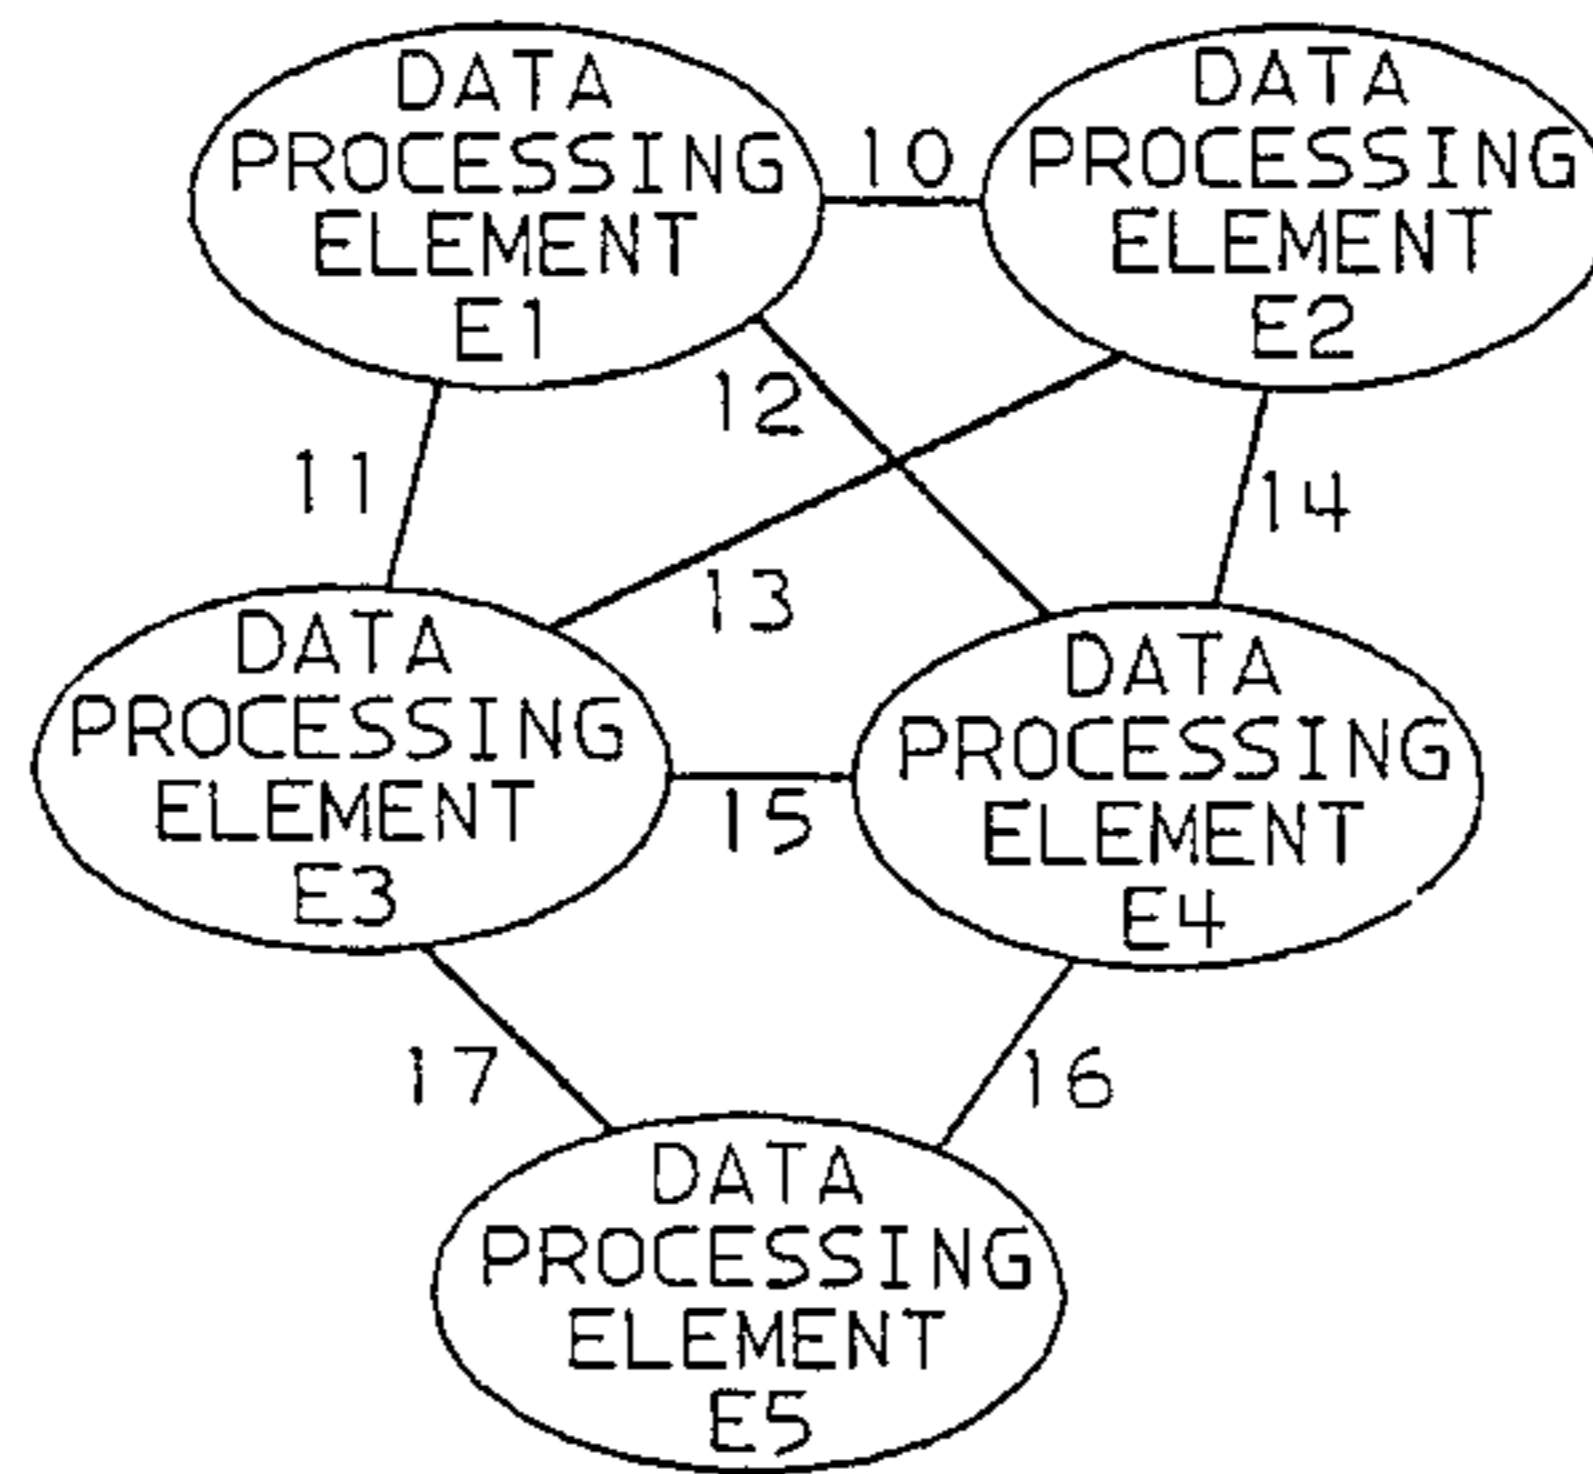 DATA
PROCESSING
ELEMENT
E1
10
DATA
PROCESSING
ELEMENT
E2
12
11
14
13
DATA
PROCESSING
ELEMENT
E3
15
DATA
PROCESSING
ELEMENT
E4
17
16
DATA
PROCESSING
ELEMENT
E5